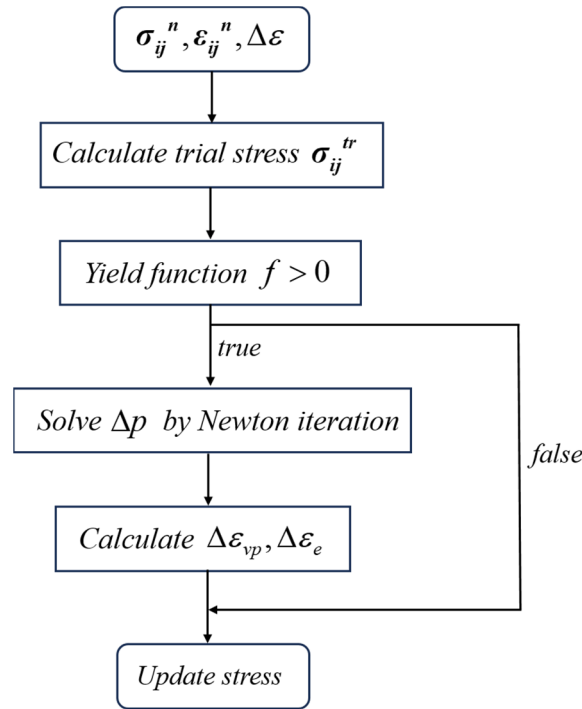 σ_ij^n, ε_ij^n, Δε
Calculate trial stress σ_ij^tr
Yield function f > 0
true
Solve Δp by Newton iteration
false
Calculate Δε_vp, Δε_e
Update stress